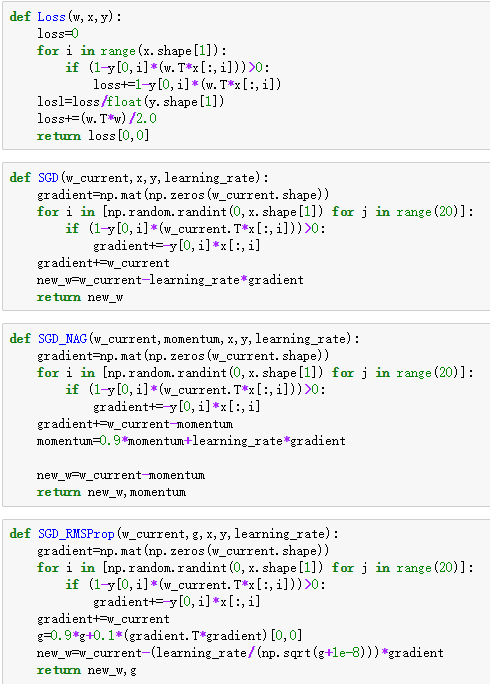 def Loss(w,x,y):
    loss=0
    for i in range(x.shape[1]):
        if (1-y[0,i]*(w.T*x[:,i]))>0:
            loss+=1-y[0,i]*(w.T*x[:,i])
    losl=loss/float(y.shape[1])
    loss+=(w.T*w)/2.0
    return loss[0,0]
def SGD(w_current,x,y,learning_rate):
    gradient=np.mat(np.zeros(w_current.shape))
    for i in [np.random.randint(0,x.shape[1]) for j in range(20)]:
        if (1-y[0,i]*(w_current.T*x[:,i]))>0:
            gradient+=-y[0,i]*x[:,i]
    gradient+=w_current
    new_w=w_current-learning_rate*gradient
    return new_w
def SGD_NAG(w_current,momentum,x,y,learning_rate):
    gradient=np.mat(np.zeros(w_current.shape))
    for i in [np.random.randint(0,x.shape[1]) for j in range(20)]:
        if (1-y[0,i]*(w_current.T*x[:,i]))>0:
            gradient+=-y[0,i]*x[:,i]
    gradient+=w_current-momentum
    momentum=0.9*momentum+learning_rate*gradient
    new_w=w_current-momentum
    return new_w,momentum
def SGD_RMSProp(w_current,g,x,y,learning_rate):
    gradient=np.mat(np.zeros(w_current.shape))
    for i in [np.random.randint(0,x.shape[1]) for j in range(20)]:
        if (1-y[0,i]*(w_current.T*x[:,i]))>0:
            gradient+=-y[0,i]*x[:,i]
    gradient+=w_current
    g=0.9*g+0.1*(gradient.T*gradient)[0,0]
    new_w=w_current-(learning_rate/(np.sqrt(g+1e-8)))*gradient
    return new_w,g